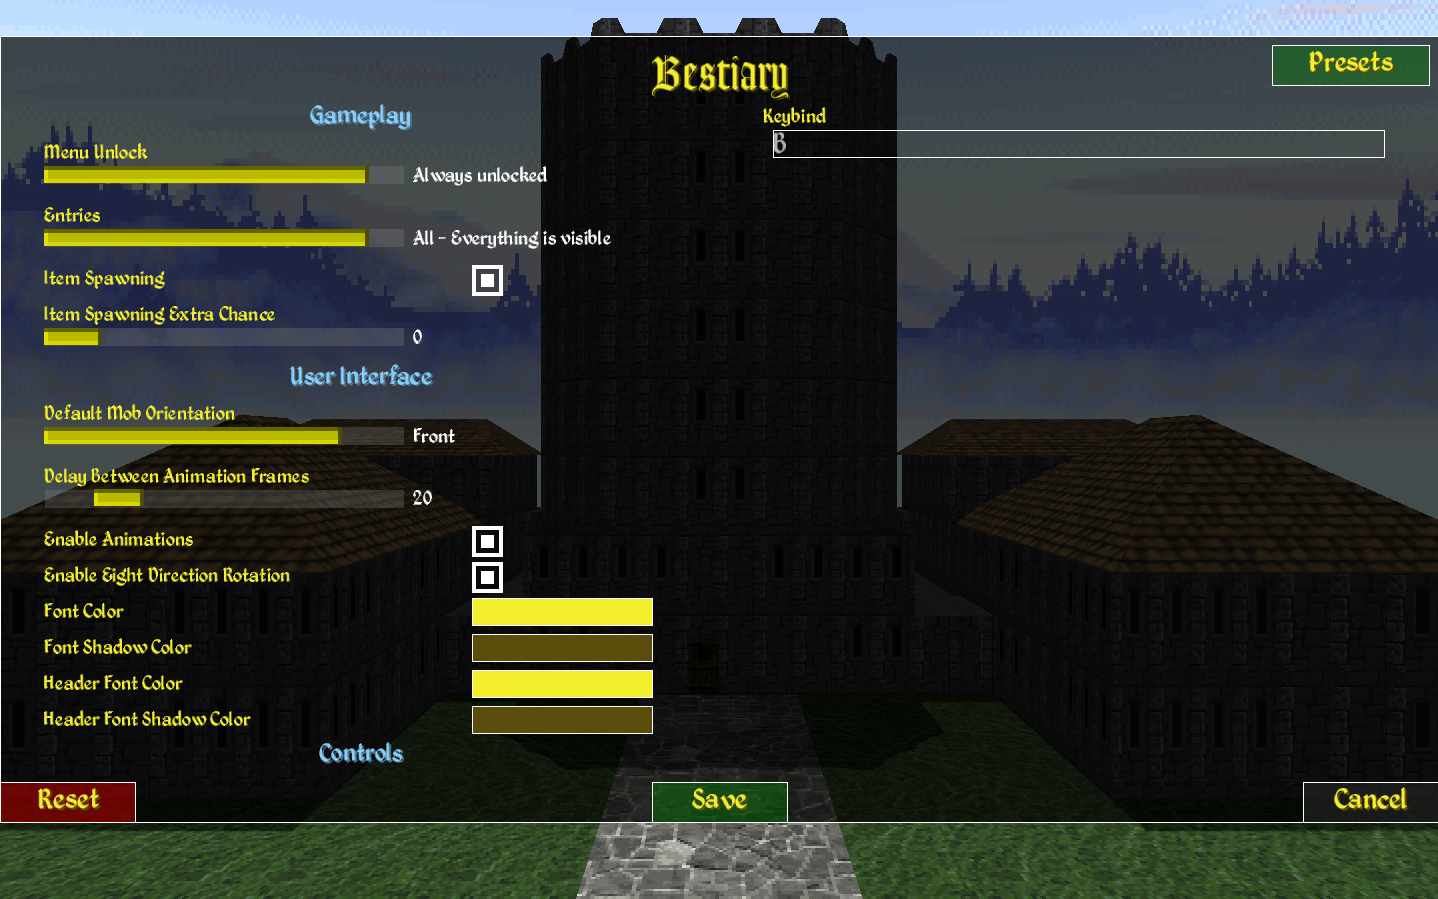 Bestiary
Presets
Gameplay
Menu Unlock
Always unlocked
Entries
All - Everything is visible
Item Spawning
Item Spawning Extra Chance
0
User Interface
Default Mob Orientation
Front
Delay Between Animation Frames
20
Enable Animations
Enable Eight Direction Rotation
Font Color
Font Shadow Color
Header Font Color
Header Font Shadow Color
Controls
Keybind
B
Reset
Save
Cancel